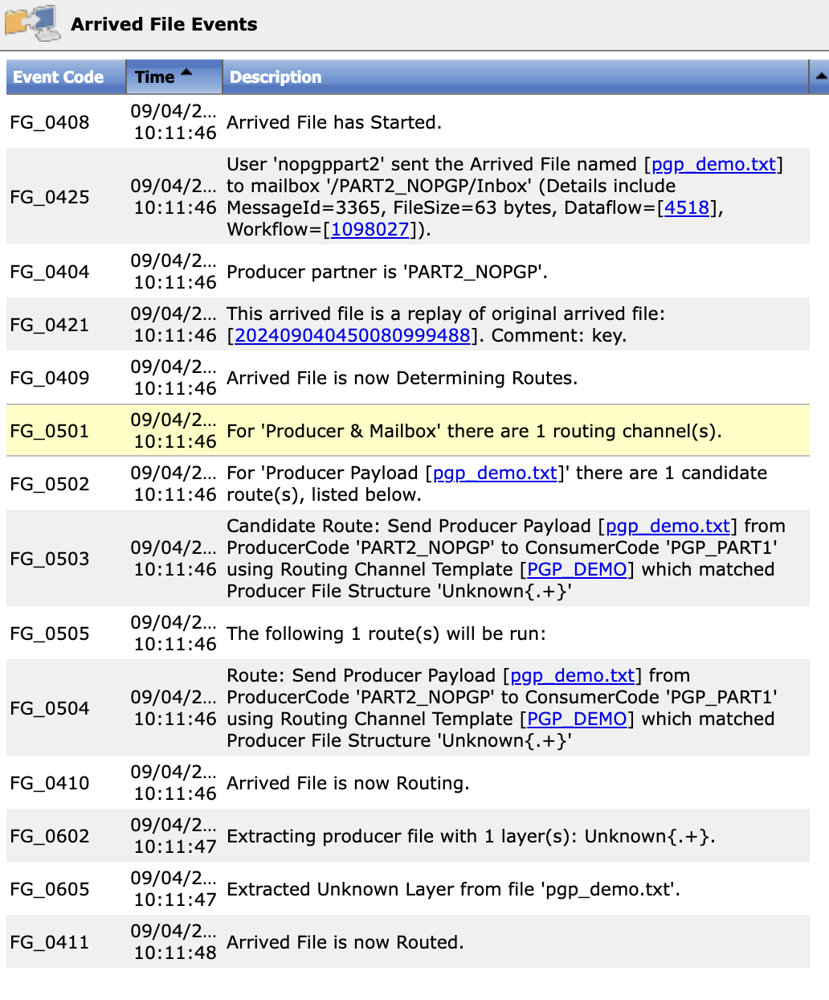 Arrived File Events
Event Code Time Description
FG_0408 09/04/2... 10:11:46 Arrived File has Started.
FG_0425 09/04/2... 10:11:46
User 'nopgppart2' sent the Arrived File named [pgp_demo.txt]
to mailbox '/PART2_NOPGP/Inbox' (Details include
MessageId=3365, FileSize=63 bytes, Dataflow=[4518],
Workflow=[1098027]).
FG_0404 09/04/2... 10:11:46 Producer partner is 'PART2_NOPGP'.
FG_0421 09/04/2... 10:11:46
This arrived file is a replay of original arrived file:
[202409040450080999488]. Comment: key.
FG_0409 09/04/2... 10:11:46 Arrived File is now Determining Routes.
FG_0501 09/04/2... 10:11:46 For 'Producer & Mailbox' there are 1 routing channel(s).
FG_0502 09/04/2... 10:11:46
For 'Producer Payload [pgp_demo.txt]' there are 1 candidate
route(s), listed below.
FG_0503 09/04/2... 10:11:46
Candidate Route: Send Producer Payload [pgp_demo.txt] from
ProducerCode 'PART2_NOPGP' to ConsumerCode 'PGP_PART1'
using Routing Channel Template [PGP_DEMO] which matched
Producer File Structure 'Unknown{.+}'
FG_0505 09/04/2... 10:11:46 The following 1 route(s) will be run:
FG_0504 09/04/2... 10:11:46
Route: Send Producer Payload [pgp_demo.txt] from
ProducerCode 'PART2_NOPGP' to ConsumerCode 'PGP_PART1'
using Routing Channel Template [PGP_DEMO] which matched
Producer File Structure 'Unknown{.+}'
FG_0410 09/04/2... 10:11:46 Arrived File is now Routing.
FG_0602 09/04/2... 10:11:47 Extracting producer file with 1 layer(s): Unknown{.+}.
FG_0605 09/04/2... 10:11:47 Extracted Unknown Layer from file 'pgp_demo.txt'.
FG_0411 09/04/2... 10:11:48 Arrived File is now Routed.